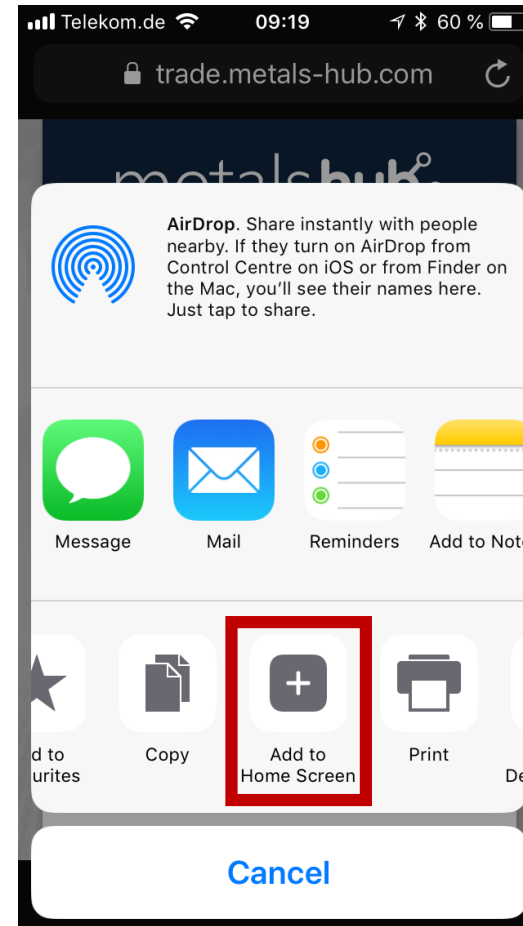 Telekom.de 09:19 60 %
trade.metals-hub.com
metalshub
AirDrop. Share instantly with people
nearby. If they turn on AirDrop from
Control Centre on iOS or from Finder on
the Mac, you’ll see their names here.
Just tap to share.
Message Mail Reminders Add to Not
Copy Add to Print
Home Screen
Cancel